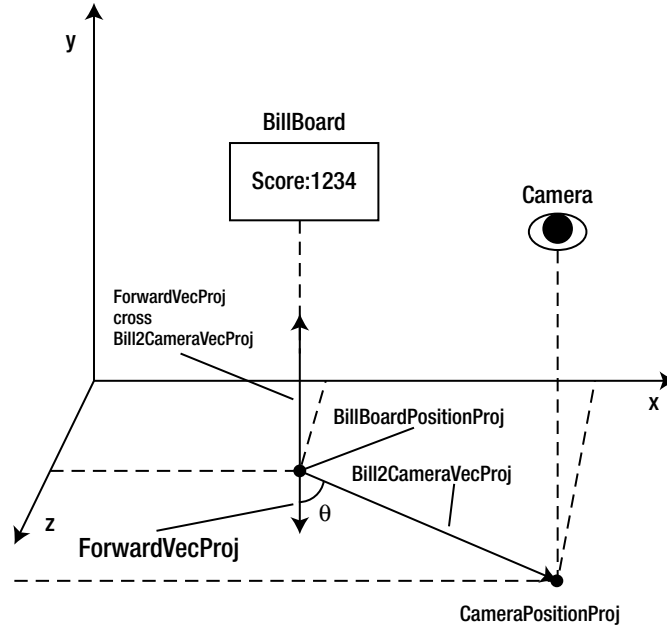 y
BillBoard
Score:1234
Camera
ForwardVecProj
cross
Bill2CameraVecProj
x
BillBoardPositionProj
Bill2CameraVecProj
z
θ
ForwardVecProj
CameraPositionProj